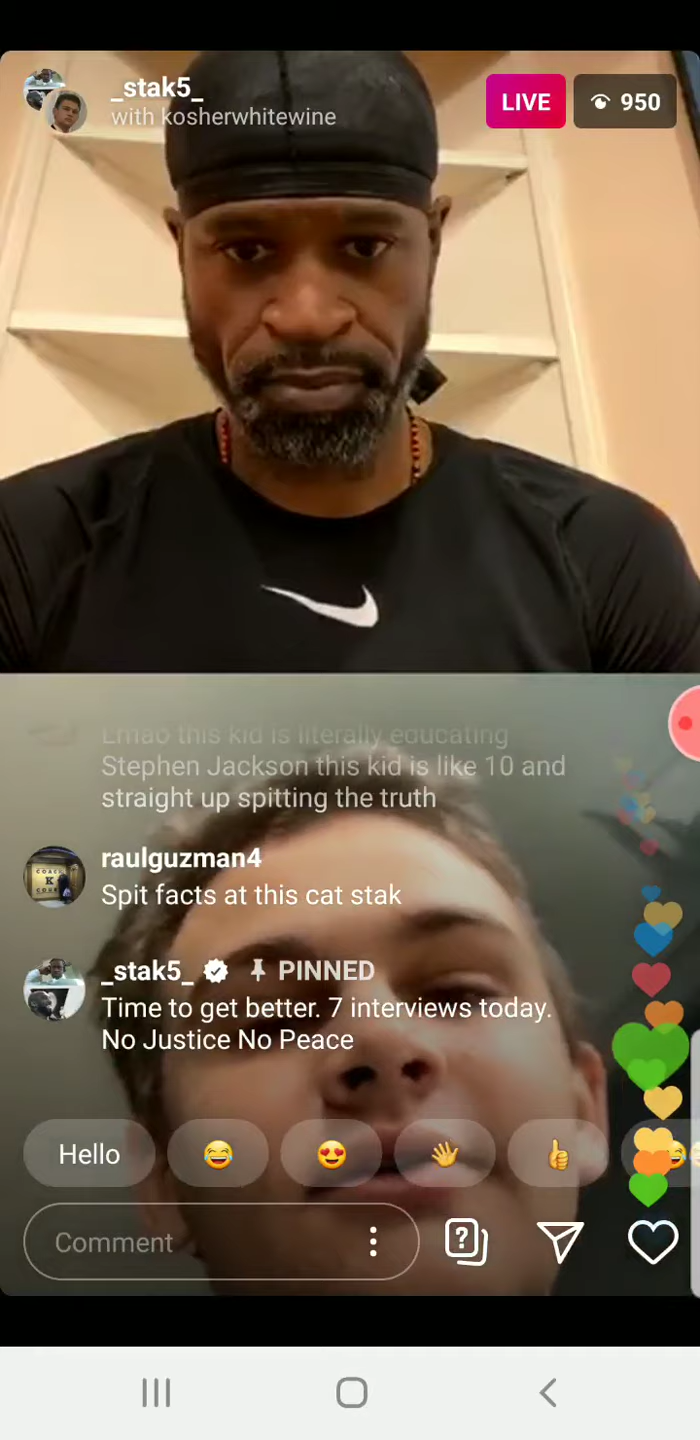 _stak5_
with kosherwhitewine
LIVE
950
Lmao this kid is literally educating
Stephen Jackson this kid is like 10 and
straight up spitting the truth
raulguzman4
COACH
K
COURT
Spit facts at this cat stak
_stak5_ PINNED
Time to get better. 7 interviews today.
No Justice No Peace
Hello
Comment
?